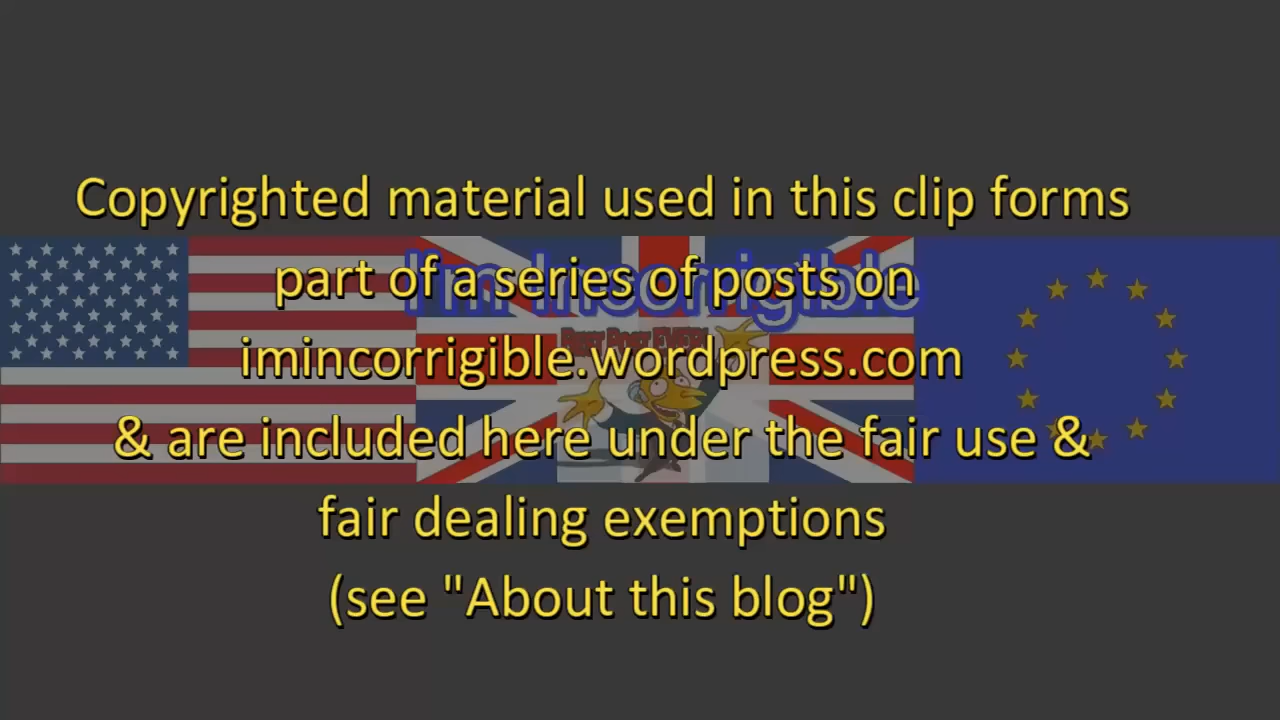 Copyrighted material used in this clip forms
part of a series of posts on
I'm Incorrigible
imincorrigible.wordpress.com
& are included here under the fair use &
fair dealing exemptions
(see "About this blog")